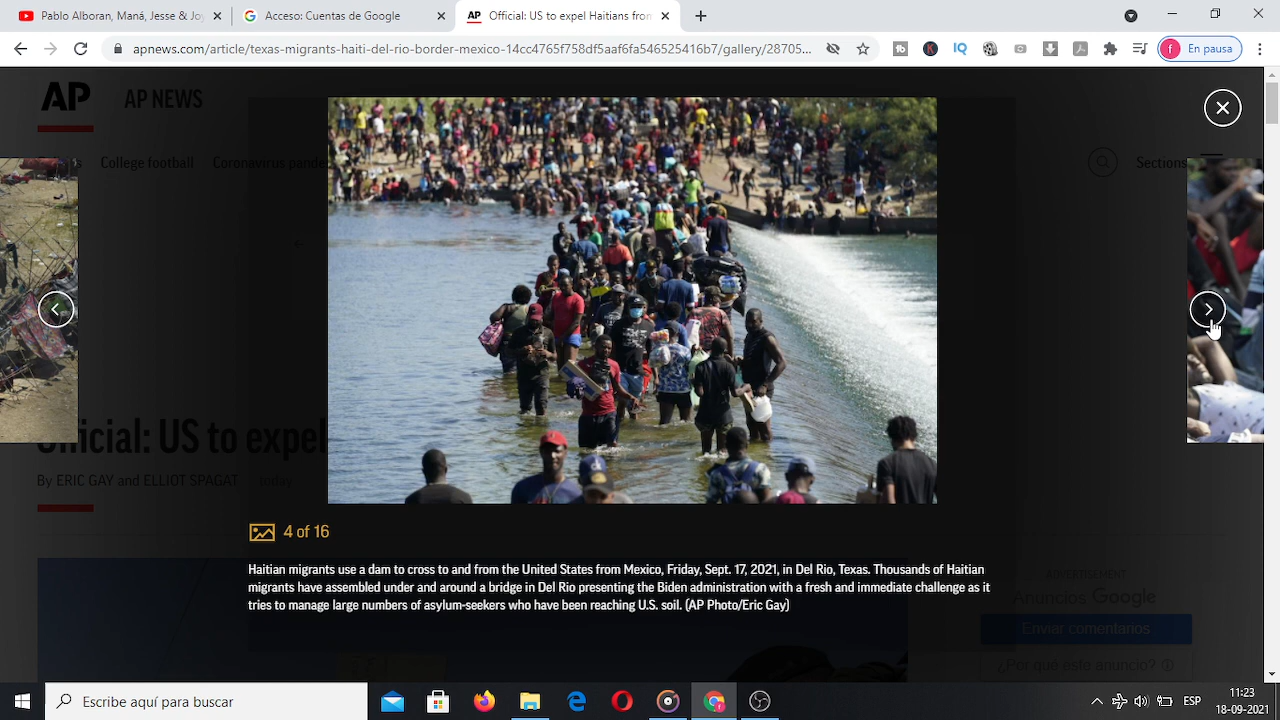 Poblador, Maná, Jesse & Joy
Acceso: Cuentas de Google
AP Official: US to expel Haitians from
apnews.com/article/texas-migrants-haiti-del-rio-border-mexico-14cc4765f758df5aaf6fa546525416b7/gallery/28705...
IQ
f En pausa
AP AP NEWS
College football Coronavirus pande
Sections
Official: US to expel
By ERIC GAY and ELLIOT SPAGAT today
4 of 16
Haitian migrants use a dam to cross to and from the United States from Mexico, Friday, Sept. 17, 2021, in Del Rio, Texas. Thousands of Haitian
migrants have assembled under and around a bridge in Del Rio presenting the Biden administration with a fresh and immediate challenge as it
tries to manage large numbers of asylum-seekers who have been reaching U.S. soil. (AP Photo/Eric Gay)
ADVERTISEMENT
Anuncios Google
Enviar comentarios
¿Por qué este anuncio?
Escribe aquí para buscar
11:23
18-09-2021